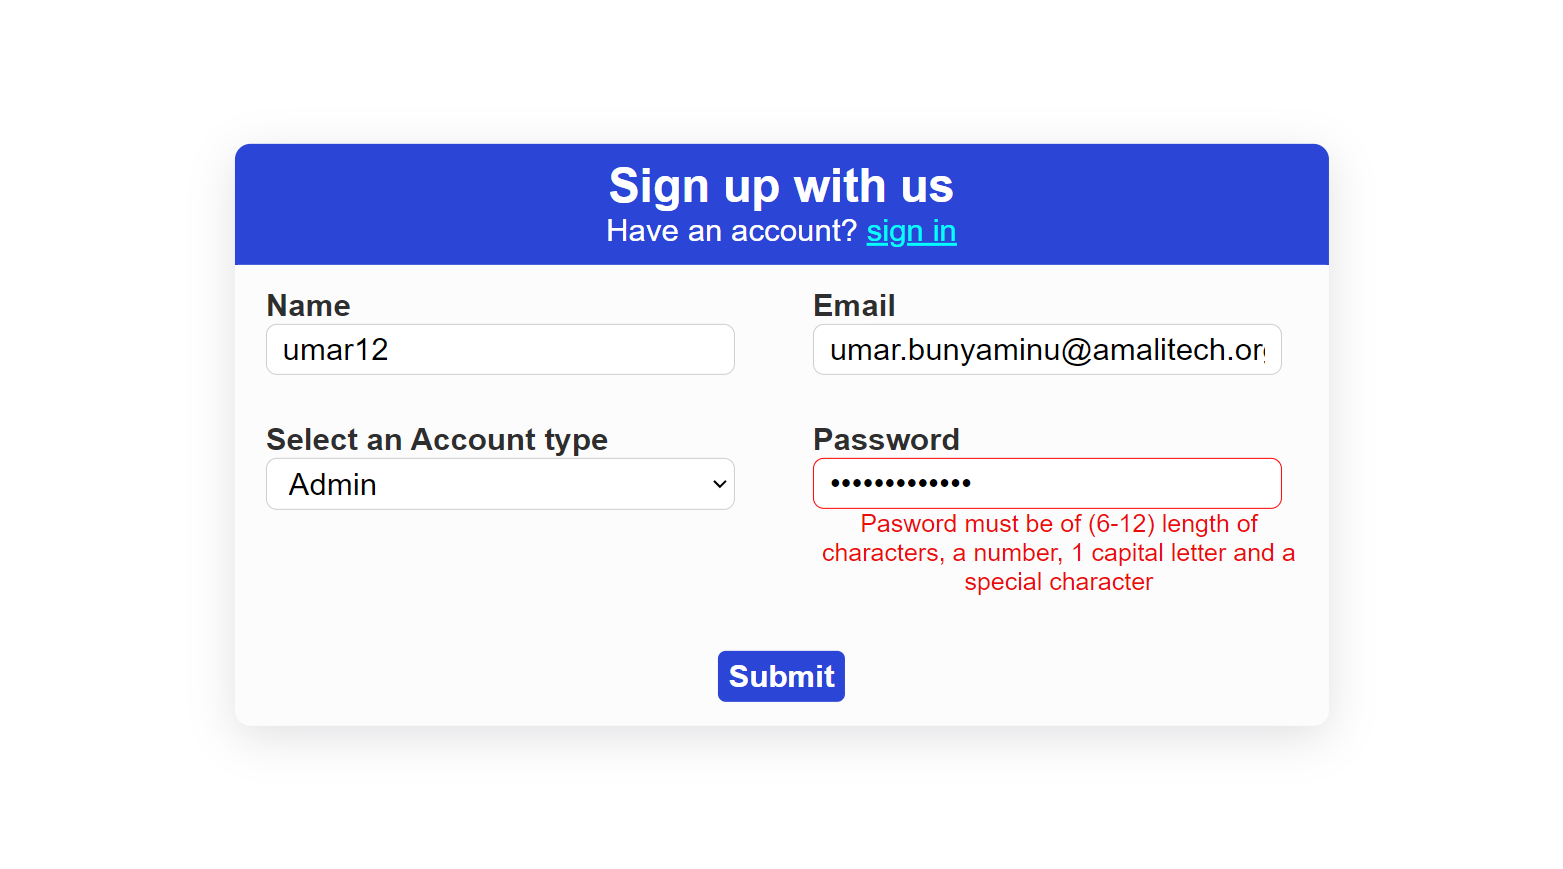 Sign up with us
Have an account? sign in
Name
umar12
Email
umar.bunyaminu@amalitech.org
Select an Account type
Admin
Password
•••••••••••••
Pasword must be of (6-12) length of
characters, a number, 1 capital letter and a
special character
Submit